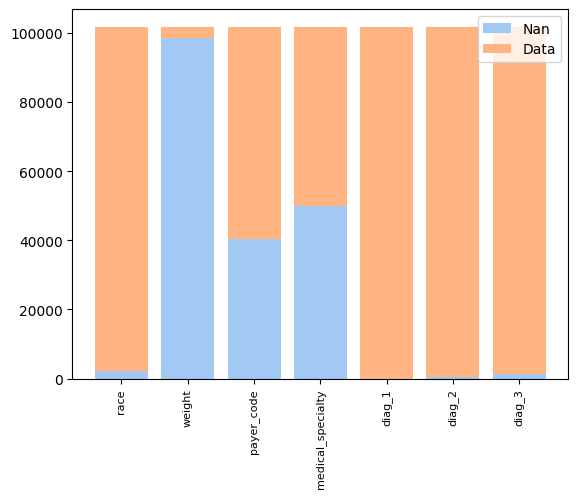 100000
80000
60000
40000
20000
0
Nan
Data
race
weight
payer_code
medical_specialty
diag_1
diag_2
diag_3